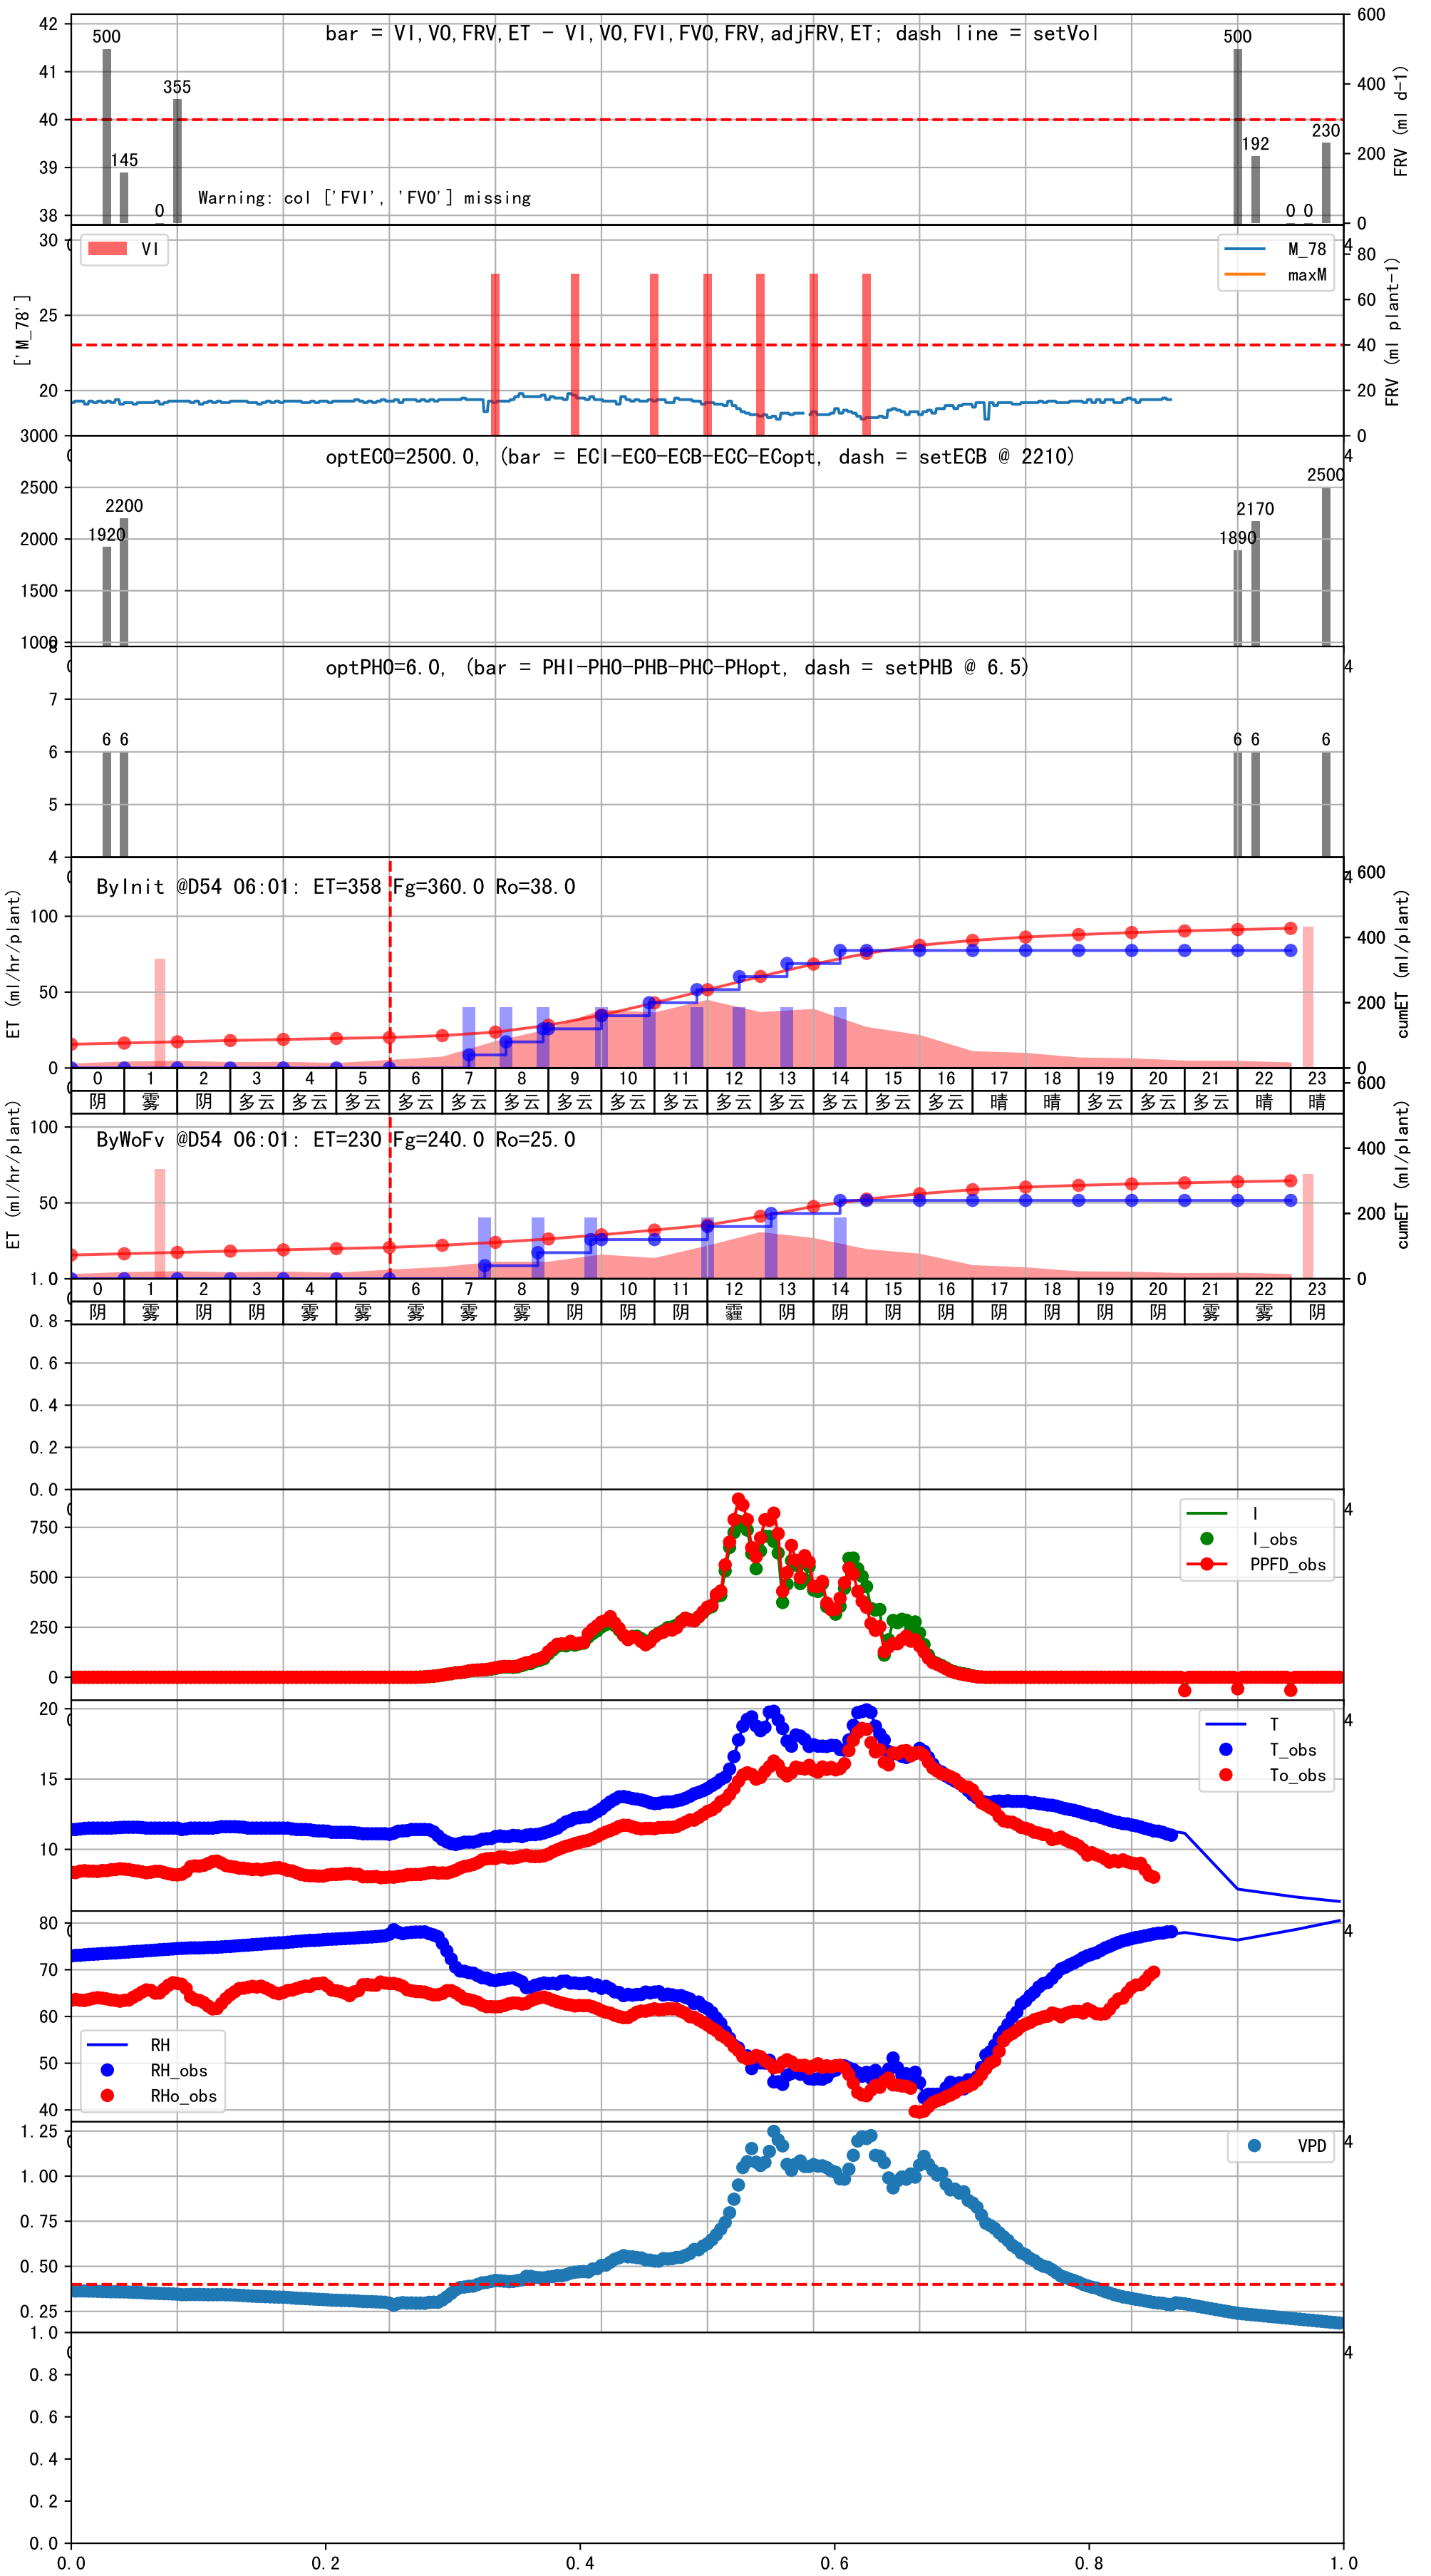 bar = VI,VO,FRV,ET - VI,VO,FVI,FVO,FRV,adjFRV,ET; dash line = setVol
42 41 40 39 38
500 145 0 355 500 192 0 0 230
600 400 200 0
FRV (ml d-1)
Warning: col ['FVI', 'FVO'] missing
VI
M_78
maxM
['M_78']
30 25 20
80 60 40 20 0
FRV (ml plant-1)
optECO=2500.0, (bar = ECI-ECO-ECB-ECC-ECopt, dash = setECB @ 2210)
3000 2500 2000 1500 1000
1920 2200 1890 2170 2500
optPHO=6.0, (bar = PHI-PHO-PHB-PHC-PHopt, dash = setPHB @ 6.5)
8 7 6 5 4
6 6 6 6 6
ByInit @D54 06:01: ET=358 Fg=360.0 Ro=38.0
ET (ml/hr/plant)
100 50 0
600 400 200 0
cumET (ml/plant)
0 1 2 3 4 5 6 7 8 9 10 11 12 13 14 15 16 17 18 19 20 21 22 23
阴 雾 阴 多云 多云 多云 多云 多云 多云 多云 多云 多云 多云 多云 多云 多云 多云 晴 晴 多云 多云 多云 晴 晴
ByWoFv @D54 06:01: ET=230 Fg=240.0 Ro=25.0
ET (ml/hr/plant)
100 50
600 400 200 0
cumET (ml/plant)
0 1 2 3 4 5 6 7 8 9 10 11 12 13 14 15 16 17 18 19 20 21 22 23
阴 雾 阴 阴 雾 雾 雾 雾 雾 阴 阴 阴 霾 阴 阴 阴 阴 阴 阴 阴 阴 雾 雾 阴
1.0 0.8 0.6 0.4 0.2 0.0
750 500 250 0
I
I_obs
PPFD_obs
20 15 10
T
T_obs
To_obs
80 70 60 50 40
RH
RH_obs
RHo_obs
1.25 1.00 0.75 0.50 0.25
VPD
1.0 0.8 0.6 0.4 0.2 0.0
0.0 0.2 0.4 0.6 0.8 1.0